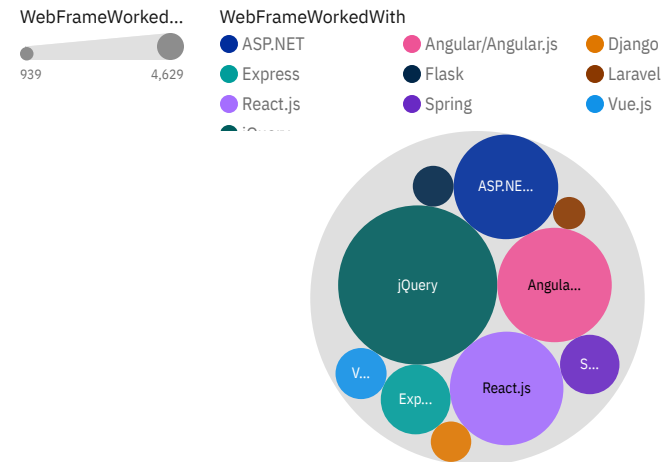 WebFrameWorked...
939
4,629
WebFrameWorkedWith
ASP.NET
Angular/Angular.js
Django
Express
Flask
Laravel
React.js
Spring
Vue.js
ASP.NE...
jQuery
Angula...
V...
Exp...
React.js
S...